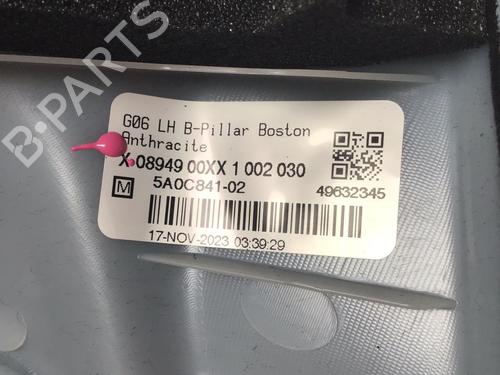 B-PARTS
G06 LH B-Pillar Boston
Anthracite
X 08949 00XX 1 002 030
M 5A0C841-02 49632345
17-NOV-2023 03:39:29